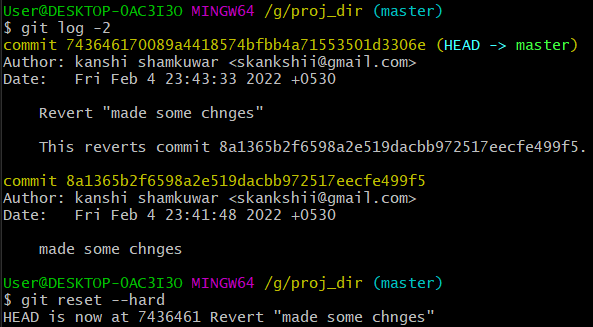 User@DESKTOP-0AC3I3O MINGW64 /g/proj_dir (master)
$ git log -2
commit 743646170089a4418574bfbb4a71553501d3306e (HEAD -> master)
Author: kanshi shamkuwar <skankshii@gmail.com>
Date:   Fri Feb 4 23:43:33 2022 +0530
    Revert "made some chnges"
    This reverts commit 8a1365b2f6598a2e519dacbb972517eecfe499f5.
commit 8a1365b2f6598a2e519dacbb972517eecfe499f5
Author: kanshi shamkuwar <skankshii@gmail.com>
Date:   Fri Feb 4 23:41:48 2022 +0530
    made some chnges
User@DESKTOP-0AC3I3O MINGW64 /g/proj_dir (master)
$ git reset --hard
HEAD is now at 7436461 Revert "made some chnges"